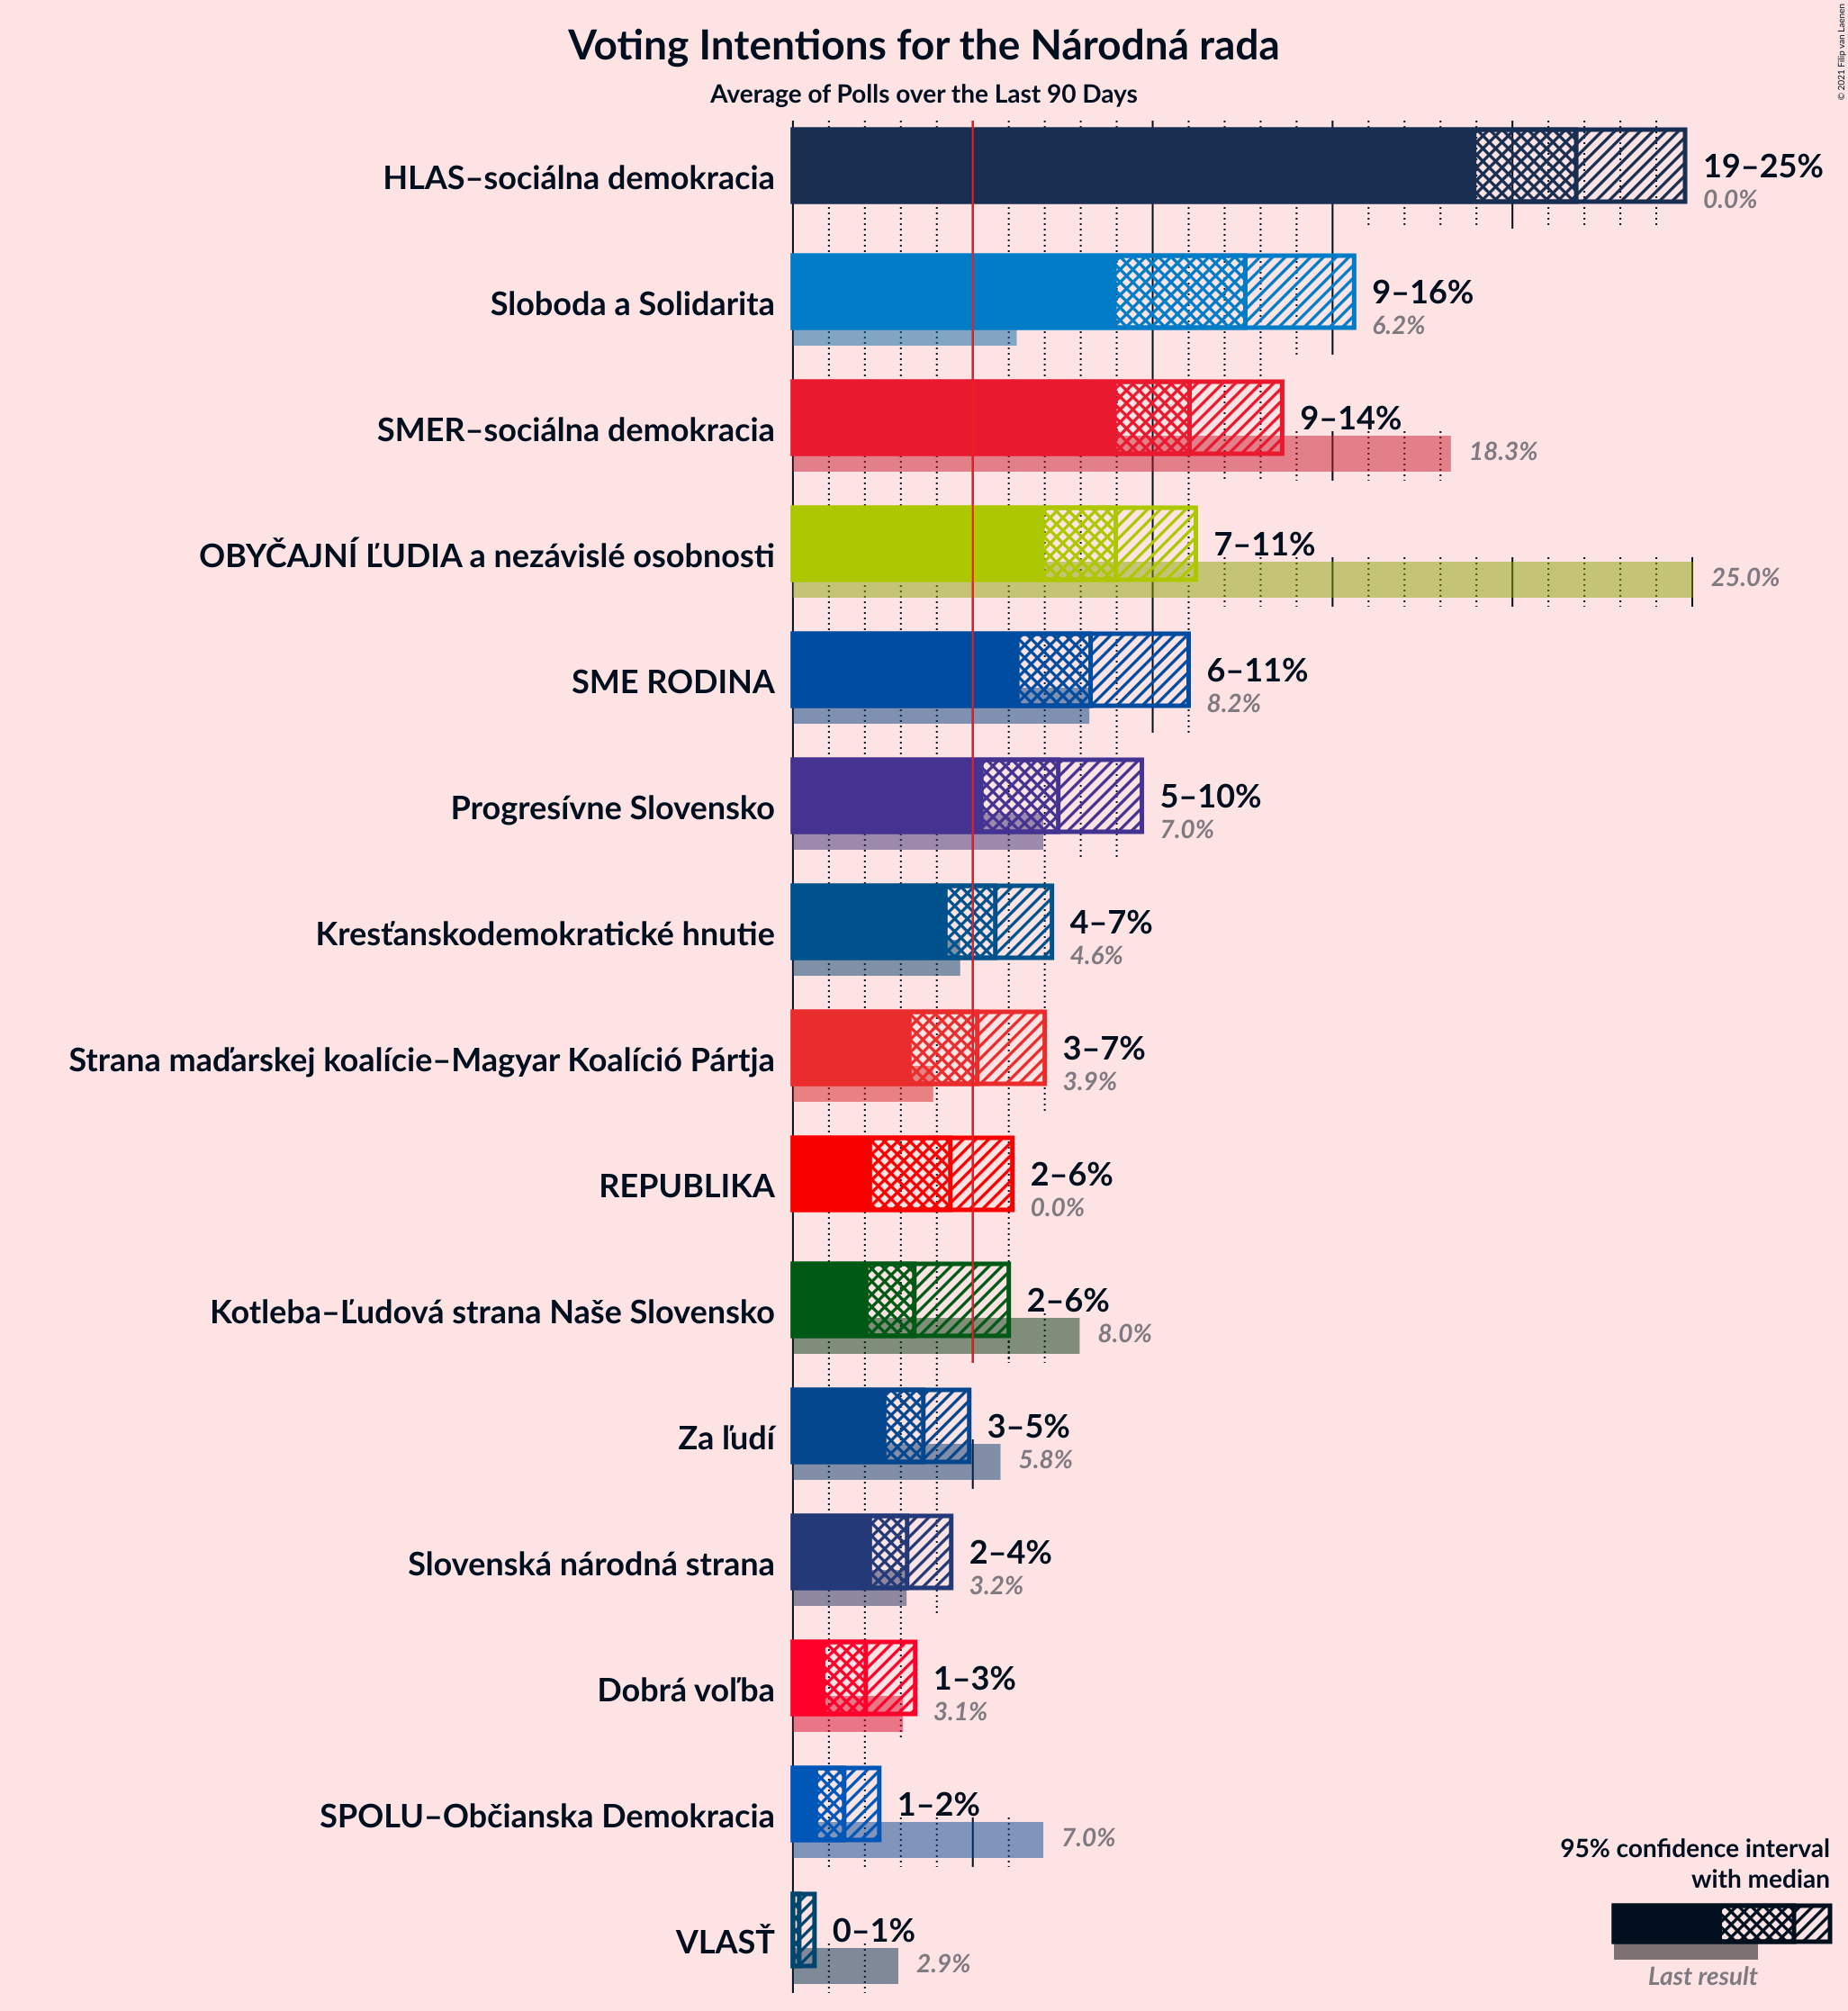 Voting Intentions for the Národná rada
Average of Polls over the Last 90 Days
© 2021 Filip van Laenen
HLAS–sociálna demokracia
19–25%
0.0%
Sloboda a Solidarita
9–16%
6.2%
SMER–sociálna demokracia
9–14%
18.3%
OBYČAJNÍ ĽUDIA a nezávislé osobnosti
7–11%
25.0%
SME RODINA
6–11%
8.2%
Progresívne Slovensko
5–10%
7.0%
Kresťanskodemokratické hnutie
4–7%
4.6%
Strana maďarskej koalície–Magyar Koalíció Pártja
3–7%
3.9%
REPUBLIKA
2–6%
0.0%
Kotleba–Ľudová strana Naše Slovensko
2–6%
8.0%
Za ľudí
3–5%
5.8%
Slovenská národná strana
2–4%
3.2%
Dobrá voľba
1–3%
3.1%
SPOLU–Občianska Demokracia
1–2%
7.0%
VLASŤ
0–1%
2.9%
95% confidence interval
with median
Last result